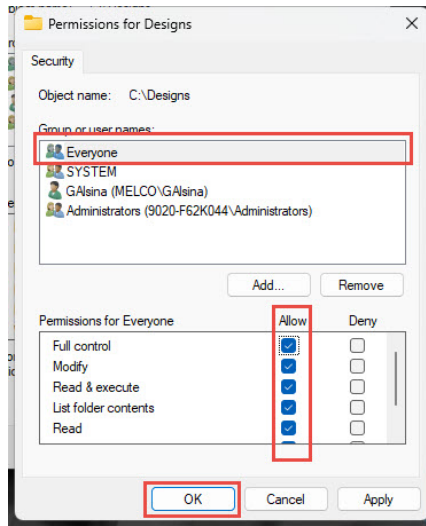 Permissions for Designs
Security
Object name: C:\Designs
Group or user names:
Everyone
SYSTEM
GAlsina (MELCO\GAlsina)
Administrators (9020-F62K044\Administrators)
Add... Remove
Permissions for Everyone Allow Deny
Full control
Modify
Read & execute
List folder contents
Read
OK Cancel Apply